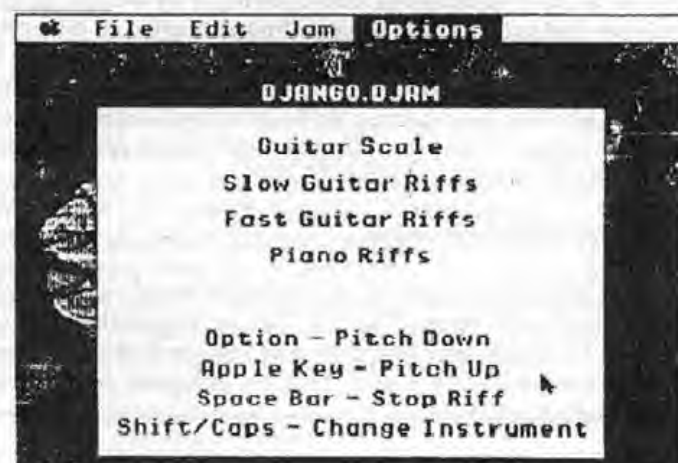 File Edit Jam Options
DJANGO.DJAM
Guitar Scale
Slow Guitar Riffs
Fast Guitar Riffs
Piano Riffs
Option - Pitch Down
Apple Key - Pitch Up
Space Bar - Stop Riff
Shift/Caps - Change Instrument